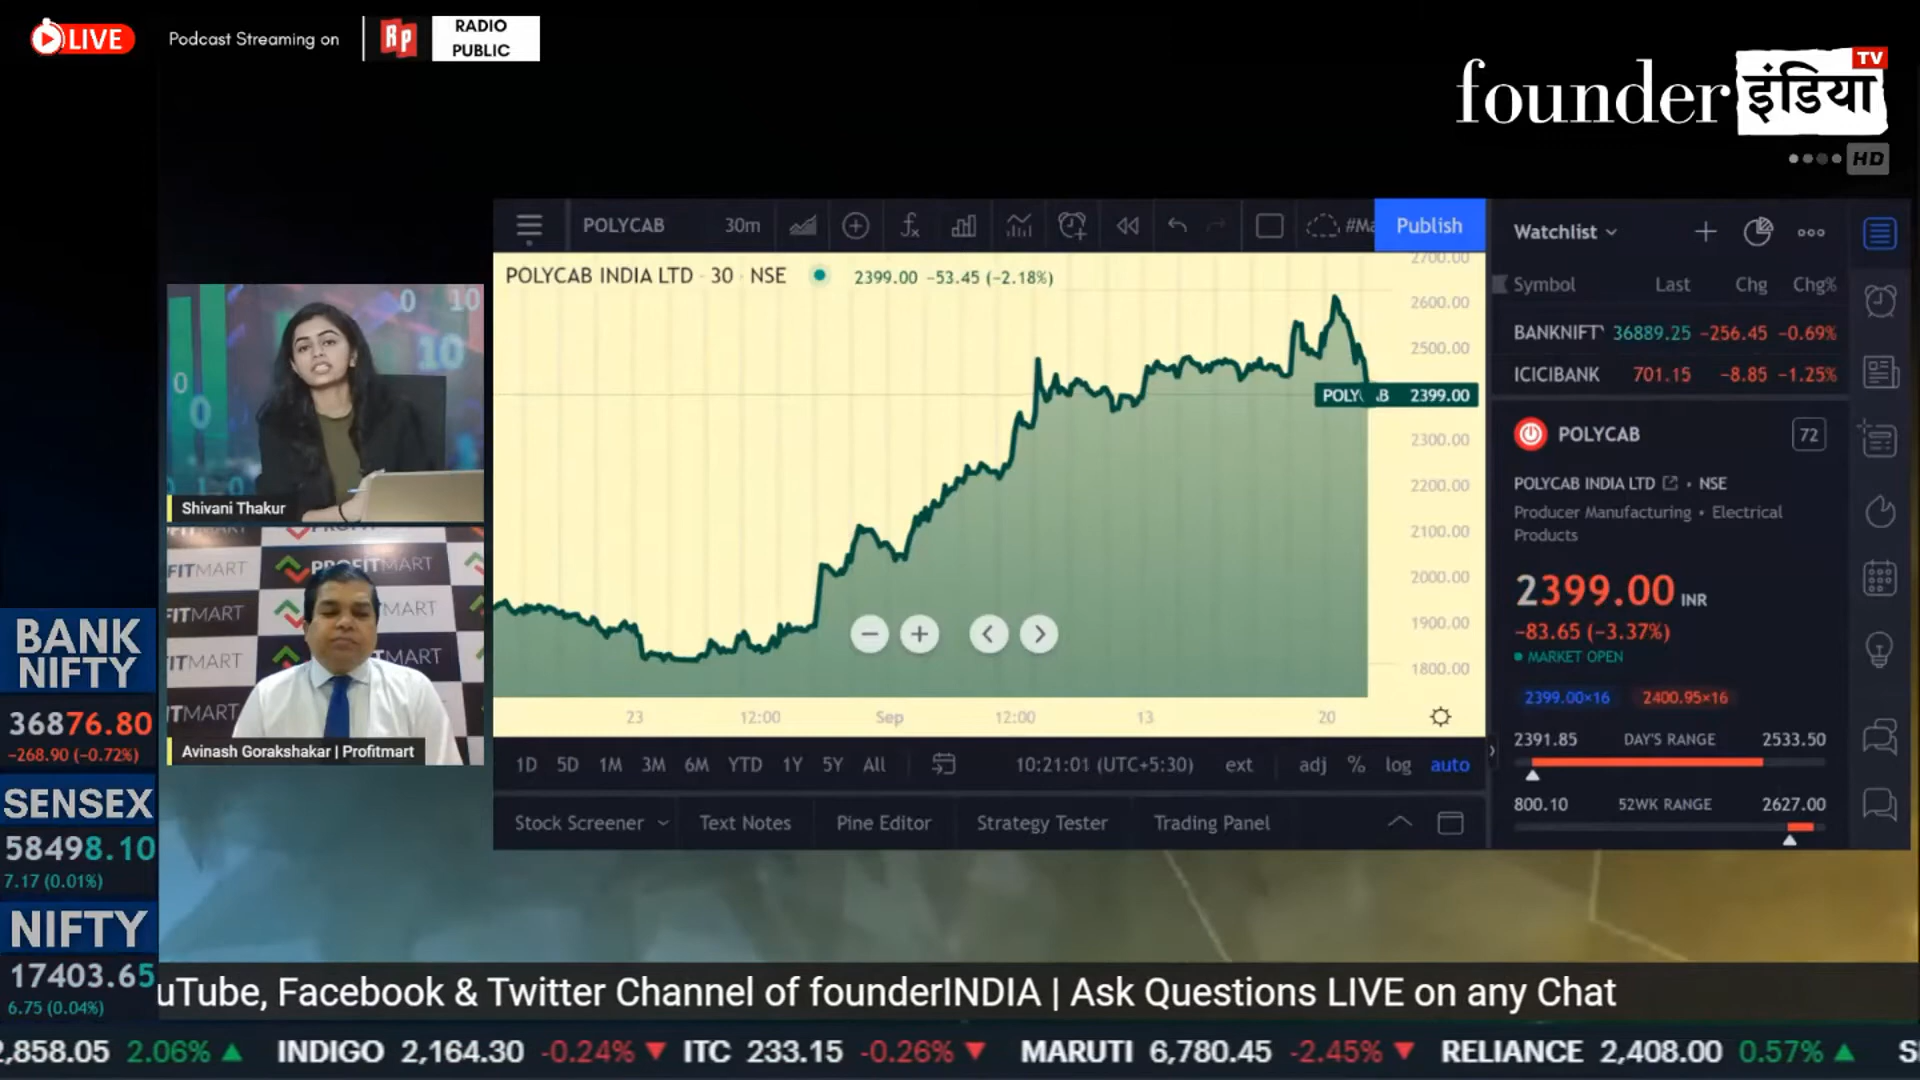 LIVE
Podcast Streaming on
Rp
RADIO
PUBLIC
founder इंडिया
TV
HD
POLYCAB
30m
Publish
POLYCAB INDIA LTD · 30 · NSE
2399.00 −53.45 (−2.18%)
2700.00
2600.00
2500.00
2399.00
2300.00
2200.00
2100.00
2000.00
1900.00
1800.00
23
12:00
Sep
12:00
13
20
1D 5D 1M 3M 6M YTD 1Y 5Y All
10:21:01 (UTC+5:30)
ext
adj % log auto
Stock Screener
Text Notes
Pine Editor
Strategy Tester
Trading Panel
Watchlist
Symbol Last Chg Chg%
36889.25 −256.45 −0.69%
ICICIBANK 701.15 −8.85 −1.25%
POLYCAB
72
POLYCAB INDIA LTD • NSE
Producer Manufacturing • Electrical
Products
2399.00 INR
−83.65 (−3.37%)
MARKET OPEN
2399.00×16 2400.95×16
2391.85 DAY'S RANGE 2533.50
800.10 52WK RANGE 2627.00
0 10
10
0
0
Shivani Thakur
PROFITMART
Avinash Gorakshakar | Profitmart
BANK
NIFTY
36876.80
−268.90 (−0.72%)
SENSEX
58498.10
7.17 (0.01%)
NIFTY
17403.65
6.75 (0.04%)
uTube, Facebook & Twitter Channel of founderINDIA | Ask Questions LIVE on any Chat
,858.05 2.06% ▲ INDIGO 2,164.30 -0.24% ▼ ITC 233.15 -0.26% ▼ MARUTI 6,780.45 -2.45% ▼ RELIANCE 2,408.00 0.57% ▲